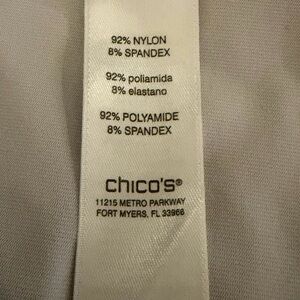 92% NYLON
8% SPANDEX
92% poliamida
8% elastano
92% POLYAMIDE
8% SPANDEX
chico's®
11215 METRO PARKWAY
FORT MYERS, FL 33966